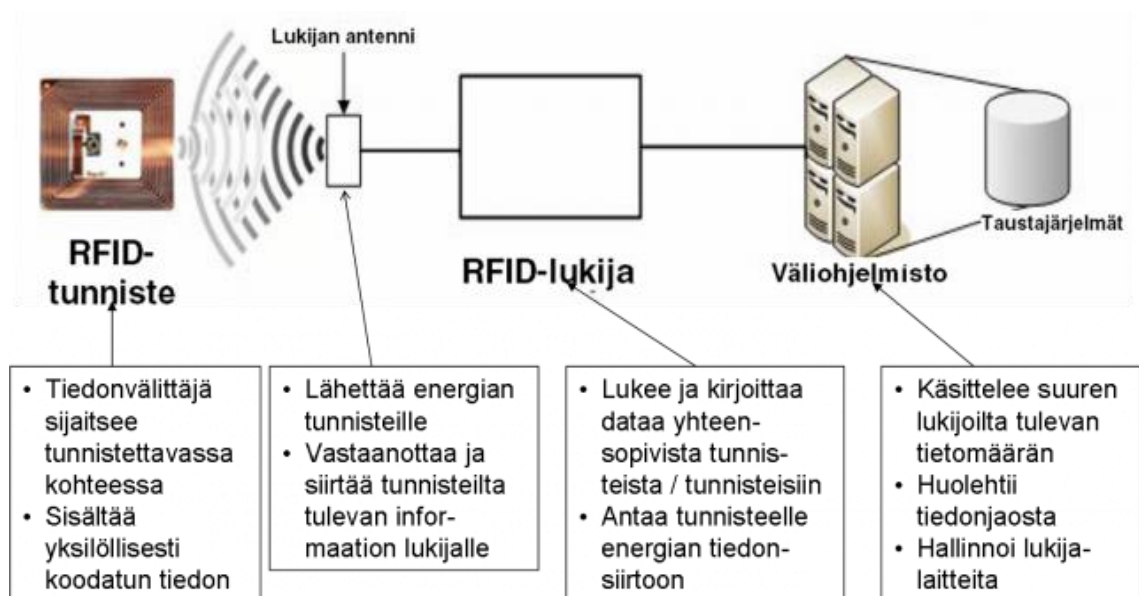 Lukijan antenni
RFID-
tunniste
RFID-lukija
Väliohjelmisto
Taustajärjelmät
• Tiedonvälittäjä
sijaitsee
tunnistettavassa
kohteessa
• Sisältää
yksilöllisesti
koodatun tiedon
• Lähettää energian
tunnisteille
• Vastaanottaa ja
siirtää tunnisteilta
tulevan infor-
maation lukijalle
• Lukee ja kirjoittaa
dataa yhteen-
sopivista tunnis-
teista / tunnisteisiin
• Antaa tunnisteelle
energian tiedon-
siirtoon
• Käsittelee suuren
lukijoilta tulevan
tietomäärän
• Huolehtii
tiedonjaosta
• Hallinnoi lukija-
laitteita